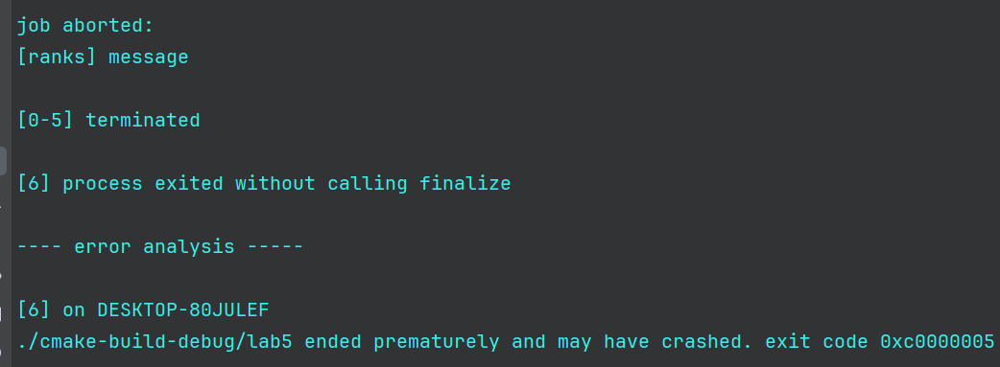 job aborted:
[ranks] message
[0-5] terminated
[6] process exited without calling finalize
---- error analysis -----
[6] on DESKTOP-80JULEF
./cmake-build-debug/lab5 ended prematurely and may have crashed. exit code 0xc0000005